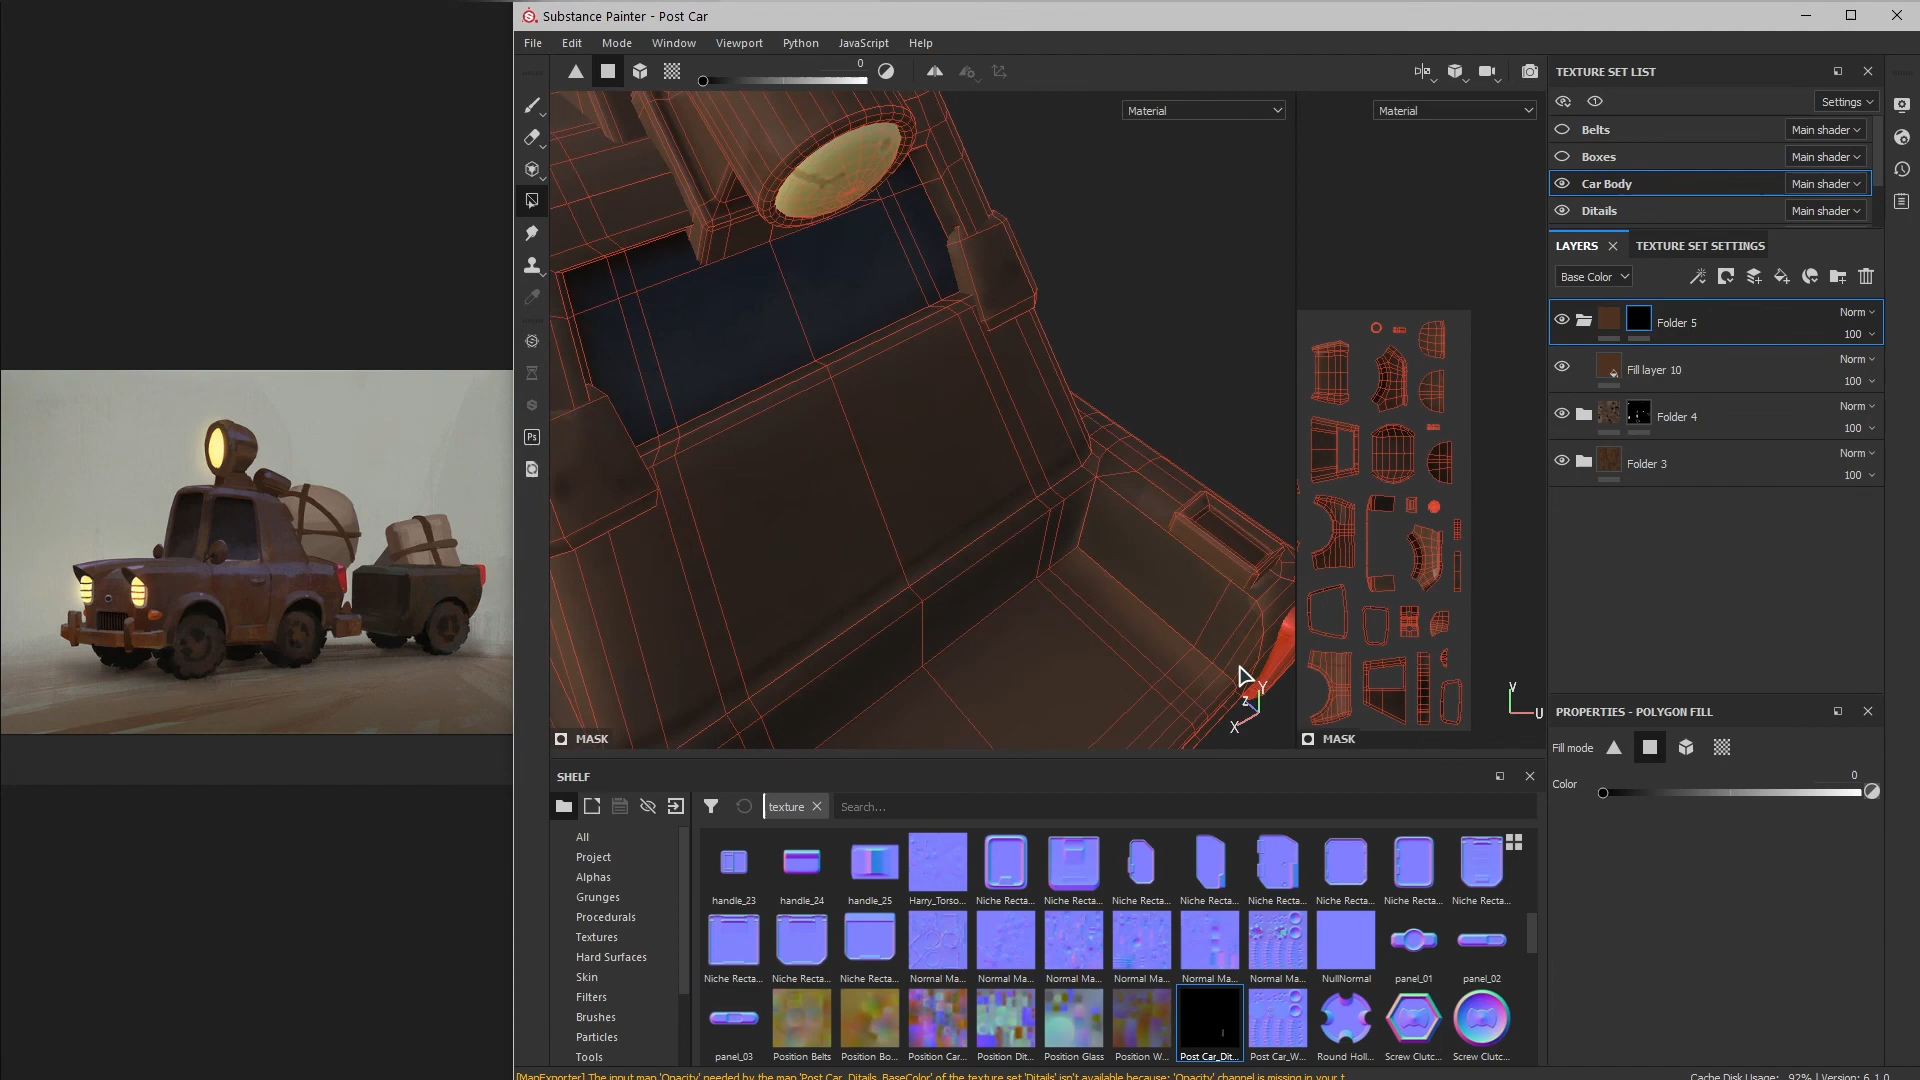 Substance Painter - Post Car
File Edit Mode Window Viewport Python JavaScript Help
0
Material
Material
MASK
MASK
Y
Z
X
V
U
TEXTURE SET LIST
Settings
Belts Main shader
Boxes Main shader
Car Body Main shader
Ditails Main shader
LAYERS TEXTURE SET SETTINGS
Base Color
Folder 5 Norm 100
Fill layer 10 Norm 100
Folder 4 Norm 100
Folder 3 Norm 100
PROPERTIES - POLYGON FILL
Fill mode
Color 0
Ps
SHELF
texture Search...
All
Project
Alphas
Grunges
Procedurals
Textures
Hard Surfaces
Skin
Filters
Brushes
Particles
Tools
handle_23 handle_24 handle_25 Harry_Torso... Niche Recta... Niche Recta... Niche Recta... Niche Recta... Niche Recta... Niche Recta... Niche Recta... Niche Recta...
Niche Recta... Niche Recta... Niche Recta... Normal Ma... Normal Ma... Normal Ma... Normal Ma... Normal Ma... Normal Ma... NullNormal panel_01 panel_02
panel_03 Position Belts Position Bo... Position Car... Position Dit... Position Glass Position W... Post Car_Dit... Post Car_W... Round Holl... Screw Clutc... Screw Clutc...
[MapExporter] The input map 'Opacity' needed by the map 'Post Car_Ditails_BaseColor' of the texture set 'Ditails' isn't available because: 'Opacity' channel is missing in your t
Cache Disk Usage: 92% | Version: 6.1.0